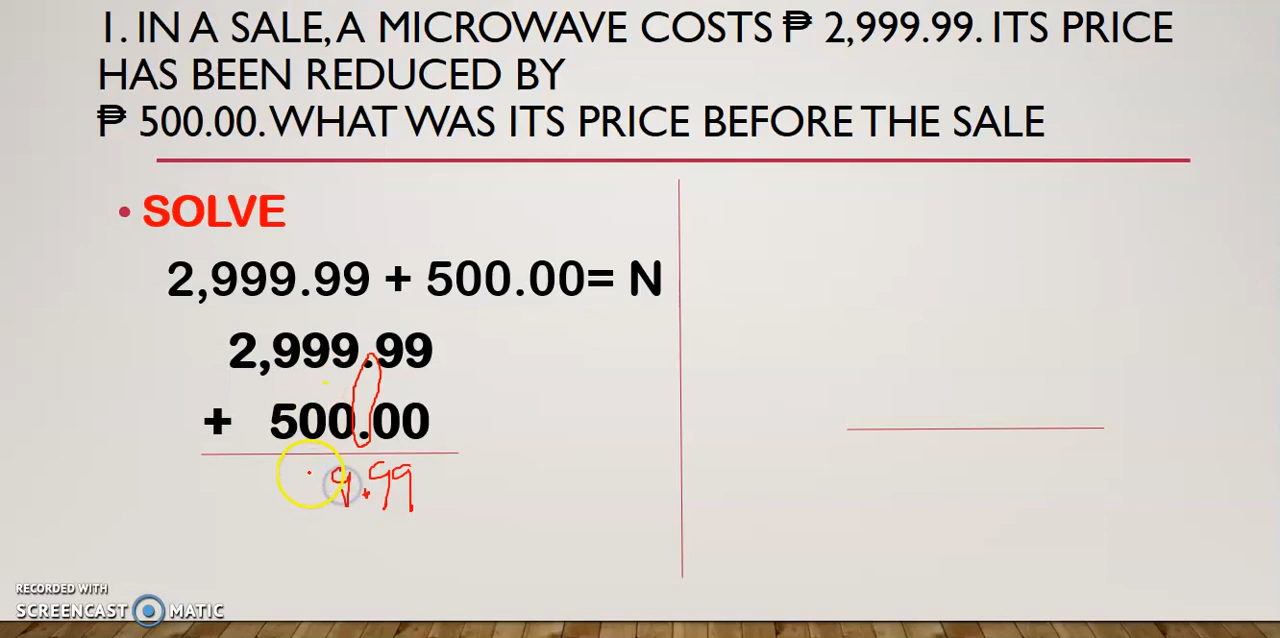 1. IN A SALE, A MICROWAVE COSTS ₱ 2,999.99. ITS PRICE
HAS BEEN REDUCED BY
₱ 500.00. WHAT WAS ITS PRICE BEFORE THE SALE
• SOLVE
2,999.99 + 500.00= N
2,999.99
+ 500.00
9.99
RECORDED WITH
SCREENCAST MATIC